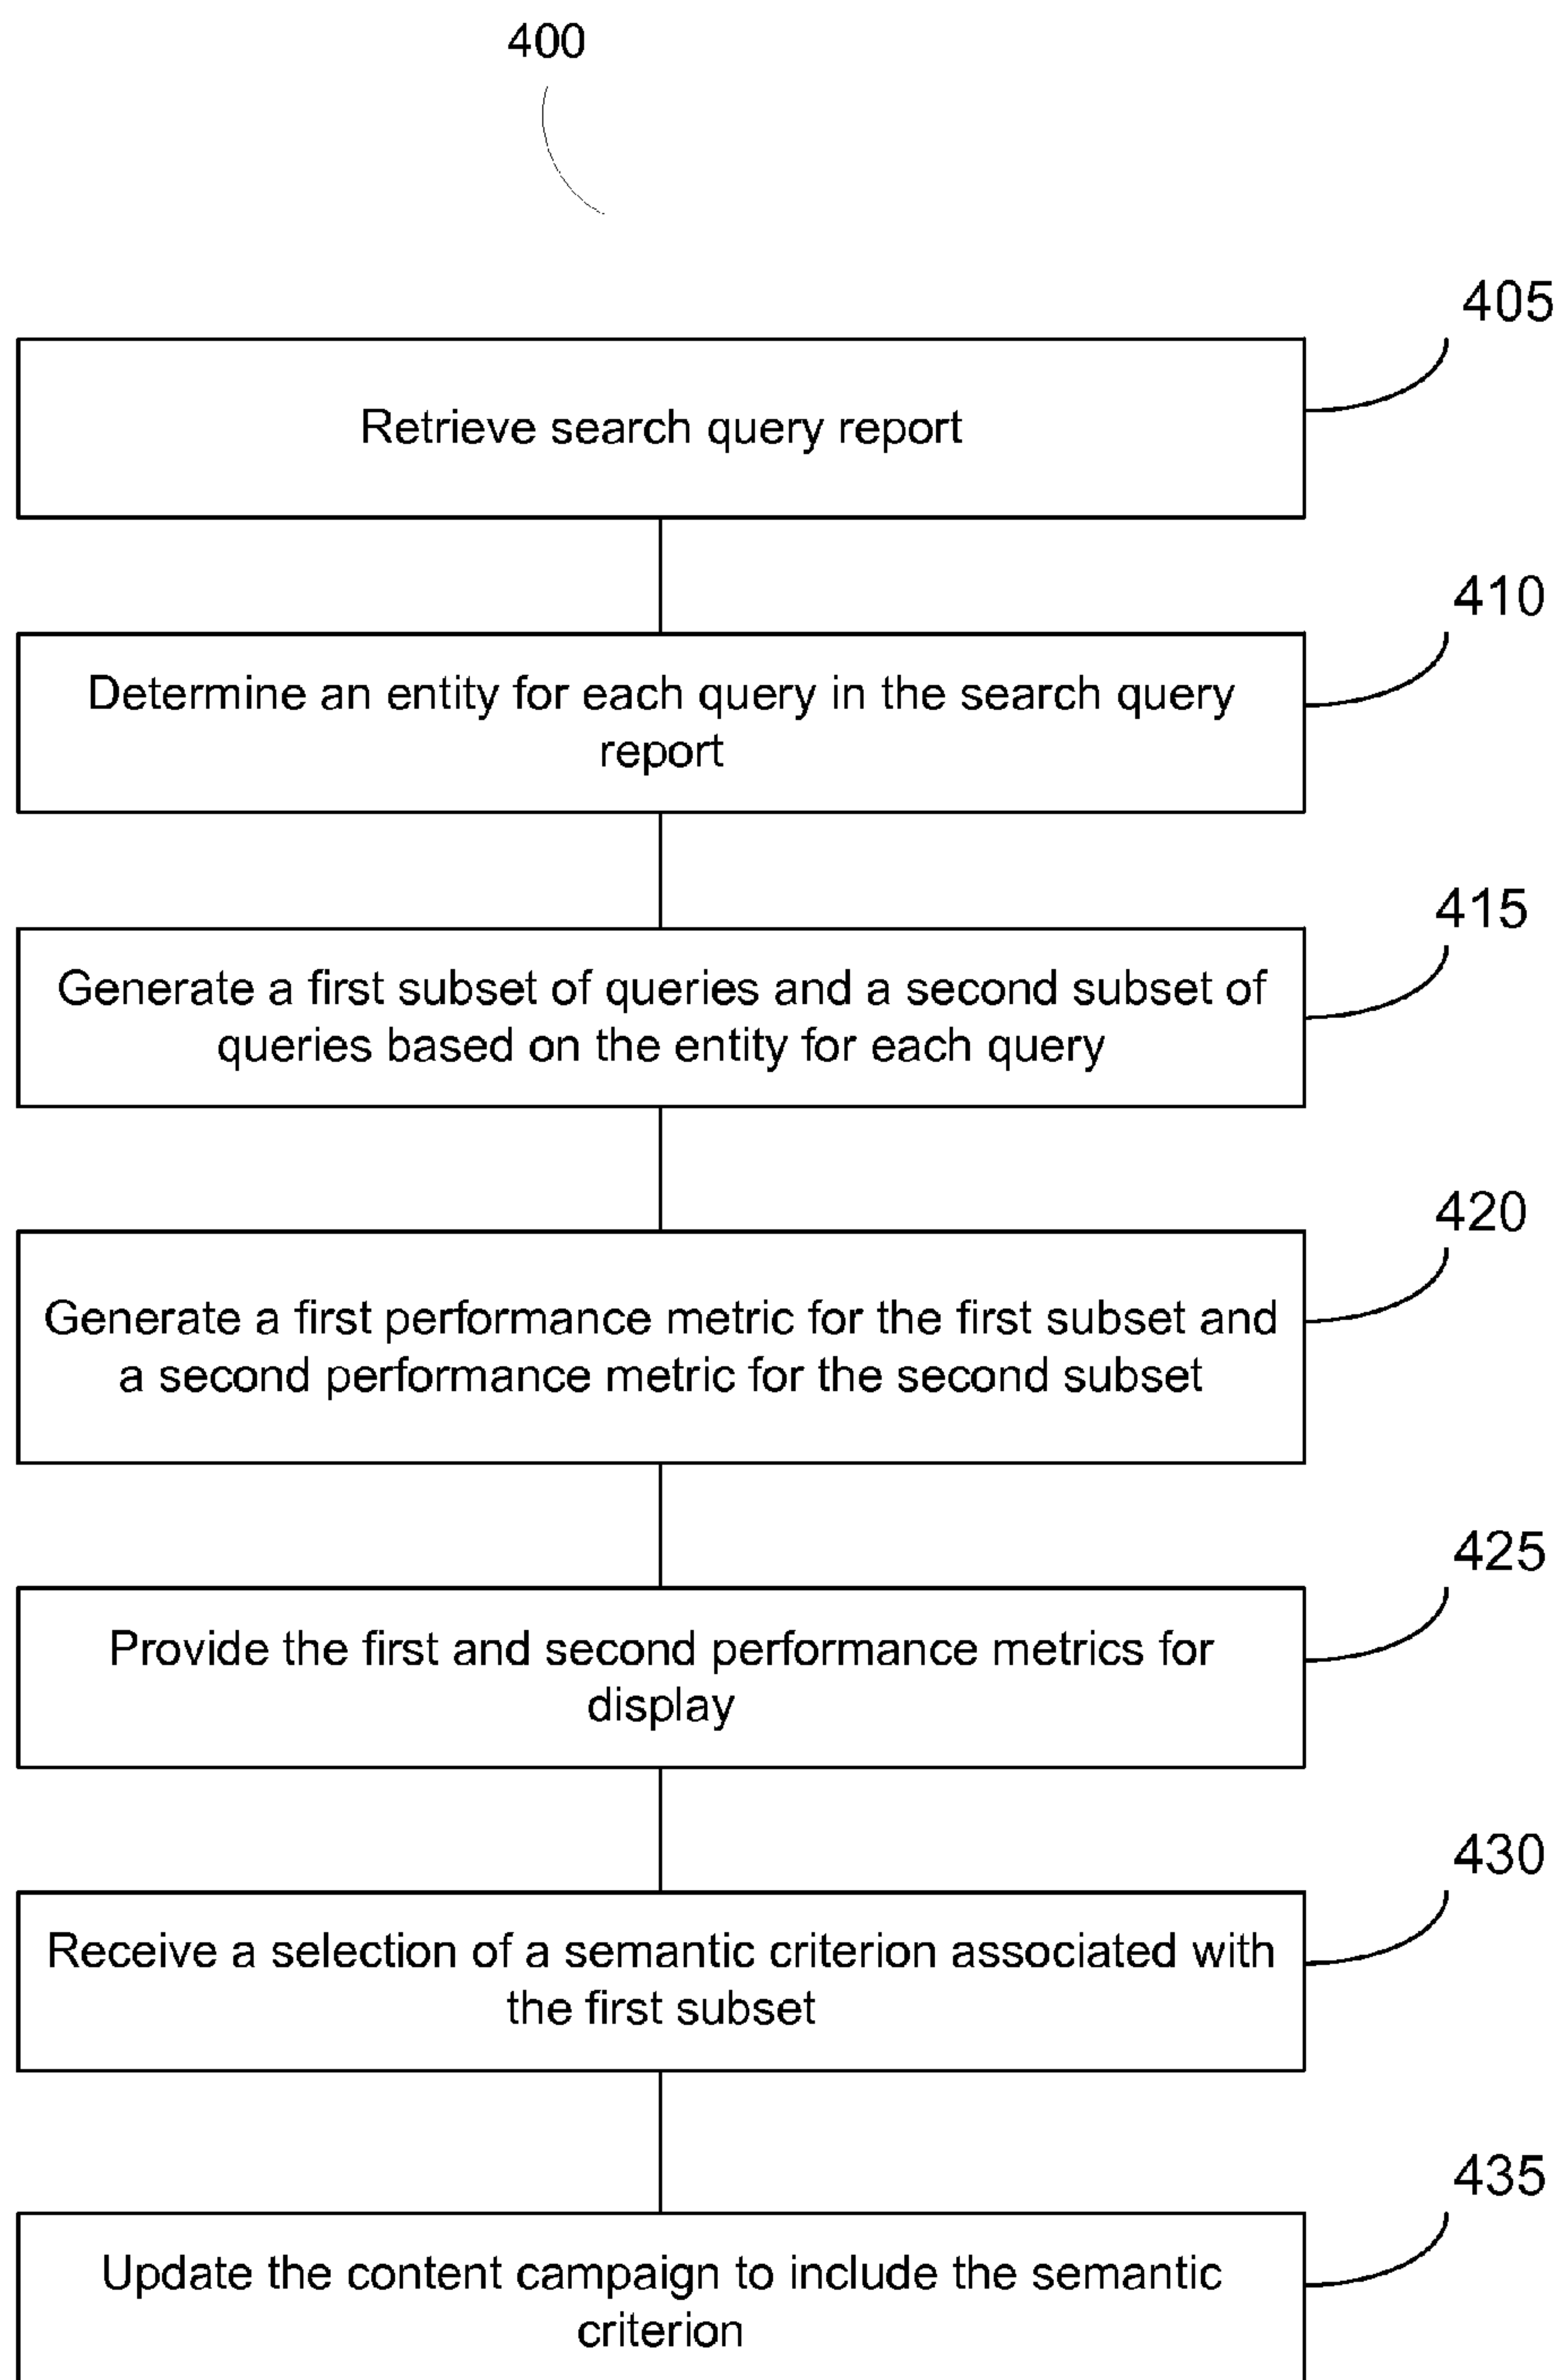 400
405
Retrieve search query report
410
Determine an entity for each query in the search query
report
415
Generate a first subset of queries and a second subset of
queries based on the entity for each query
420
Generate a first performance metric for the first subset and
a second performance metric for the second subset
425
Provide the first and second performance metrics for
display
430
Receive a selection of a semantic criterion associated with
the first subset
435
Update the content campaign to include the semantic
criterion